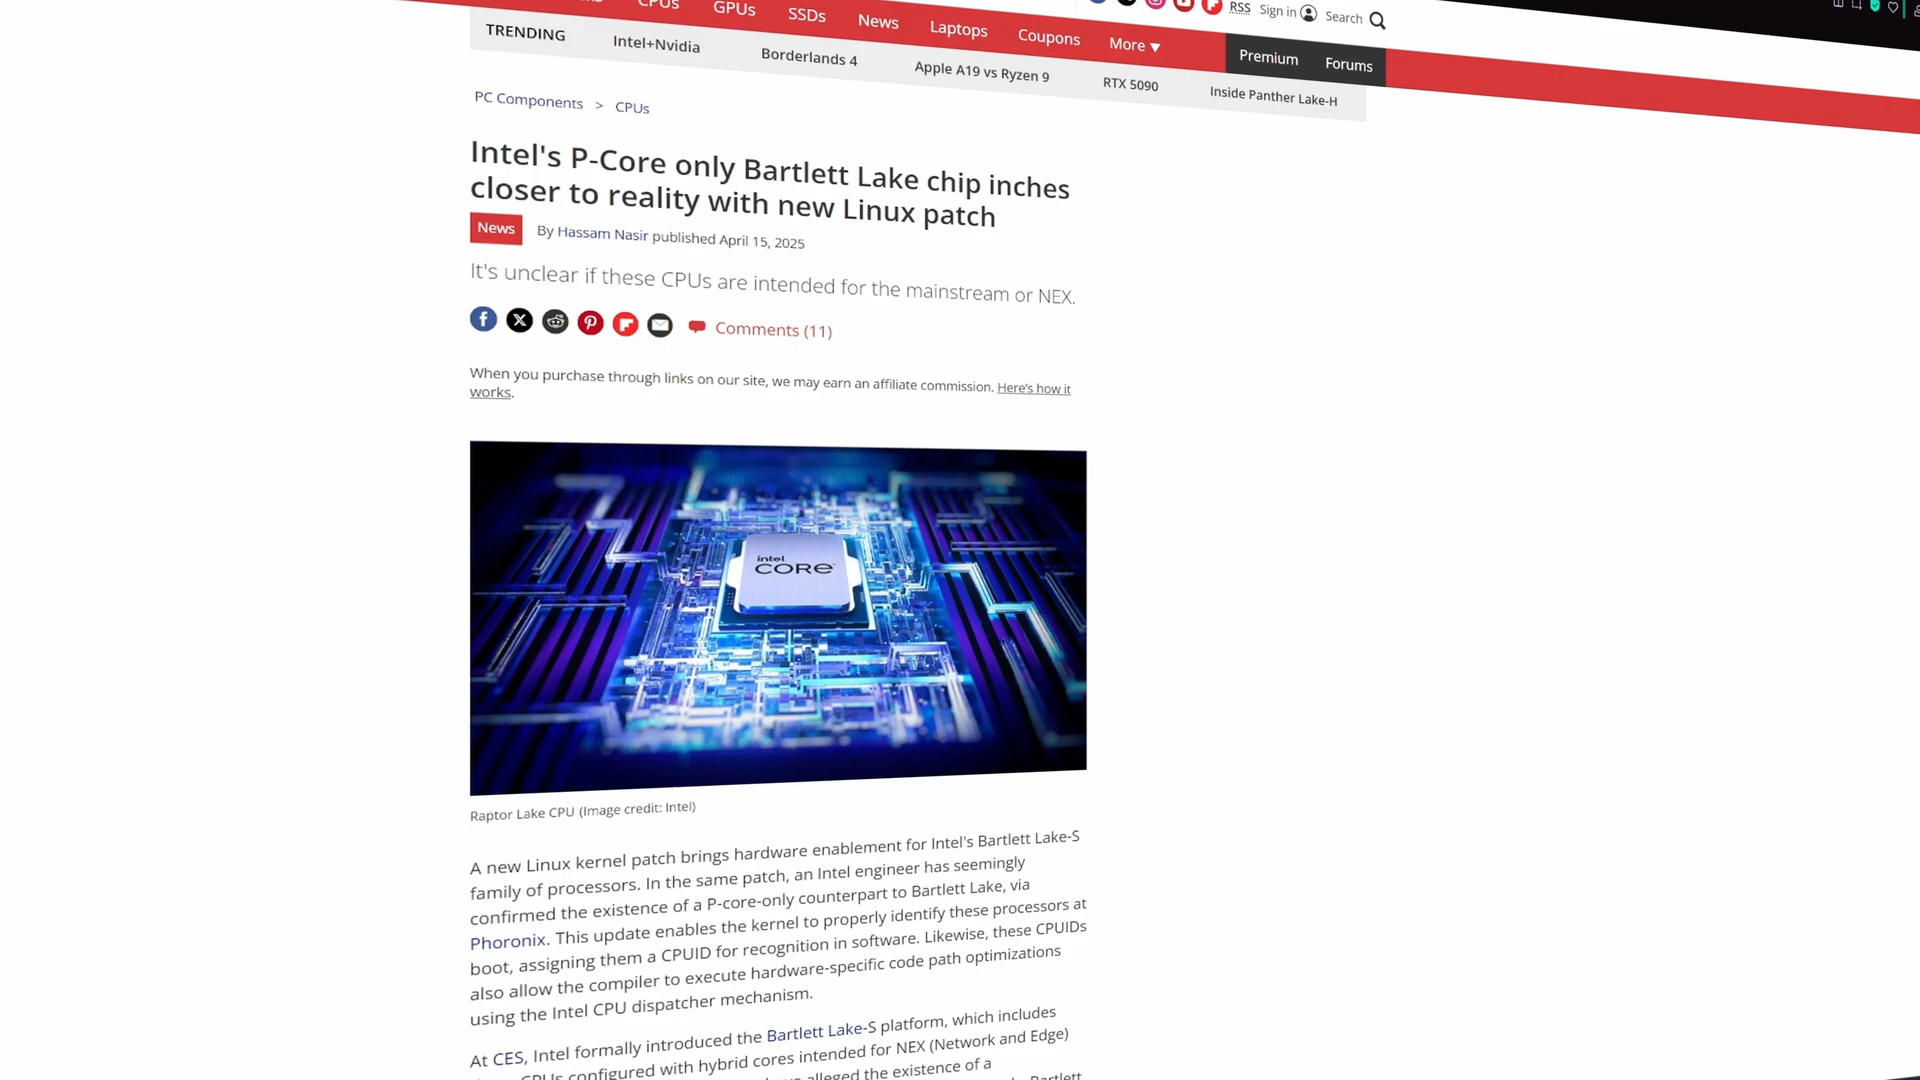 CPUs
GPUs
SSDs
News
Laptops
Coupons
More ▼
RSS
Sign in
Search
Premium
Forums
TRENDING
Intel+Nvidia
Borderlands 4
Apple A19 vs Ryzen 9
RTX 5090
Inside Panther Lake-H
PC Components > CPUs
Intel's P-Core only Bartlett Lake chip inches
closer to reality with new Linux patch
News
By Hassam Nasir published April 15, 2025
It's unclear if these CPUs are intended for the mainstream or NEX.
Comments (11)
When you purchase through links on our site, we may earn an affiliate commission. Here's how it
works.
intel
CORE
Raptor Lake CPU (Image credit: Intel)
A new Linux kernel patch brings hardware enablement for Intel's Bartlett Lake-S
family of processors. In the same patch, an Intel engineer has seemingly
confirmed the existence of a P-core-only counterpart to Bartlett Lake, via
Phoronix. This update enables the kernel to properly identify these processors at
boot, assigning them a CPUID for recognition in software. Likewise, these CPUIDs
also allow the compiler to execute hardware-specific code path optimizations
using the Intel CPU dispatcher mechanism.
At CES, Intel formally introduced the Bartlett Lake-S platform, which includes
CPUs configured with hybrid cores intended for NEX (Network and Edge)
alleged the existence of a
Bartlett